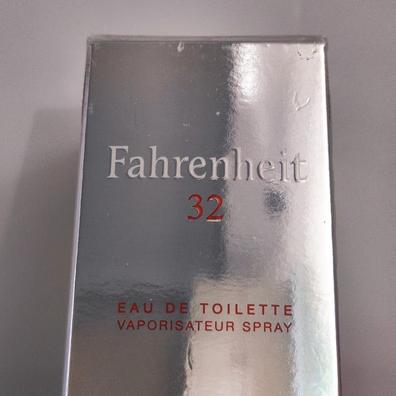 Fahrenheit
32
EAU DE TOILETTE
VAPORISATEUR SPRAY